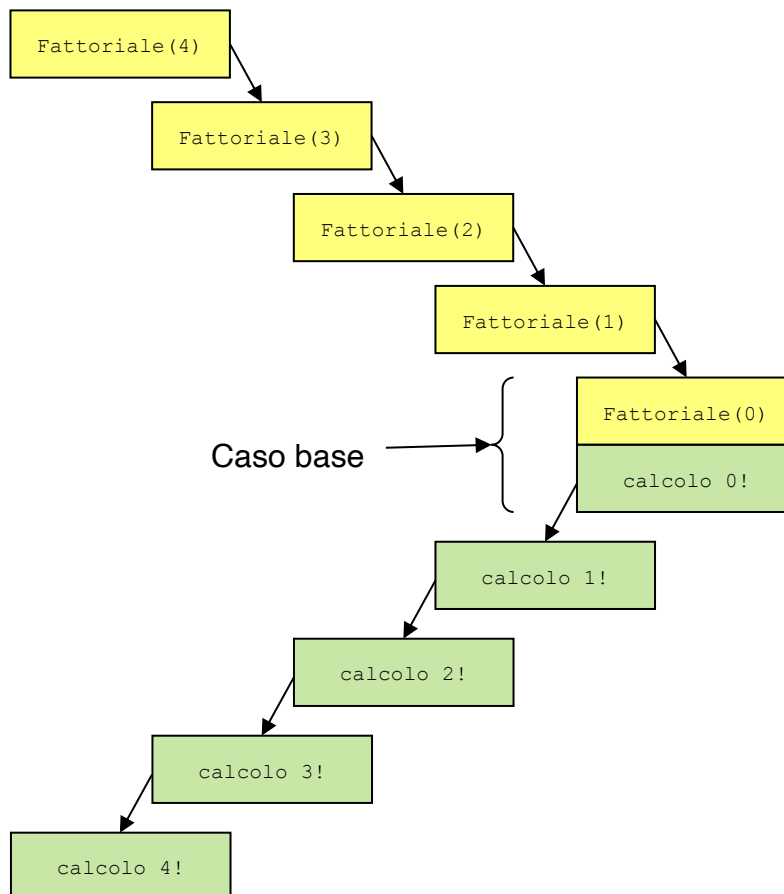 Fattoriale(4)
Fattoriale(3)
Fattoriale(2)
Fattoriale(1)
Fattoriale(0)
Caso base
calcolo 0!
calcolo 1!
calcolo 2!
calcolo 3!
calcolo 4!